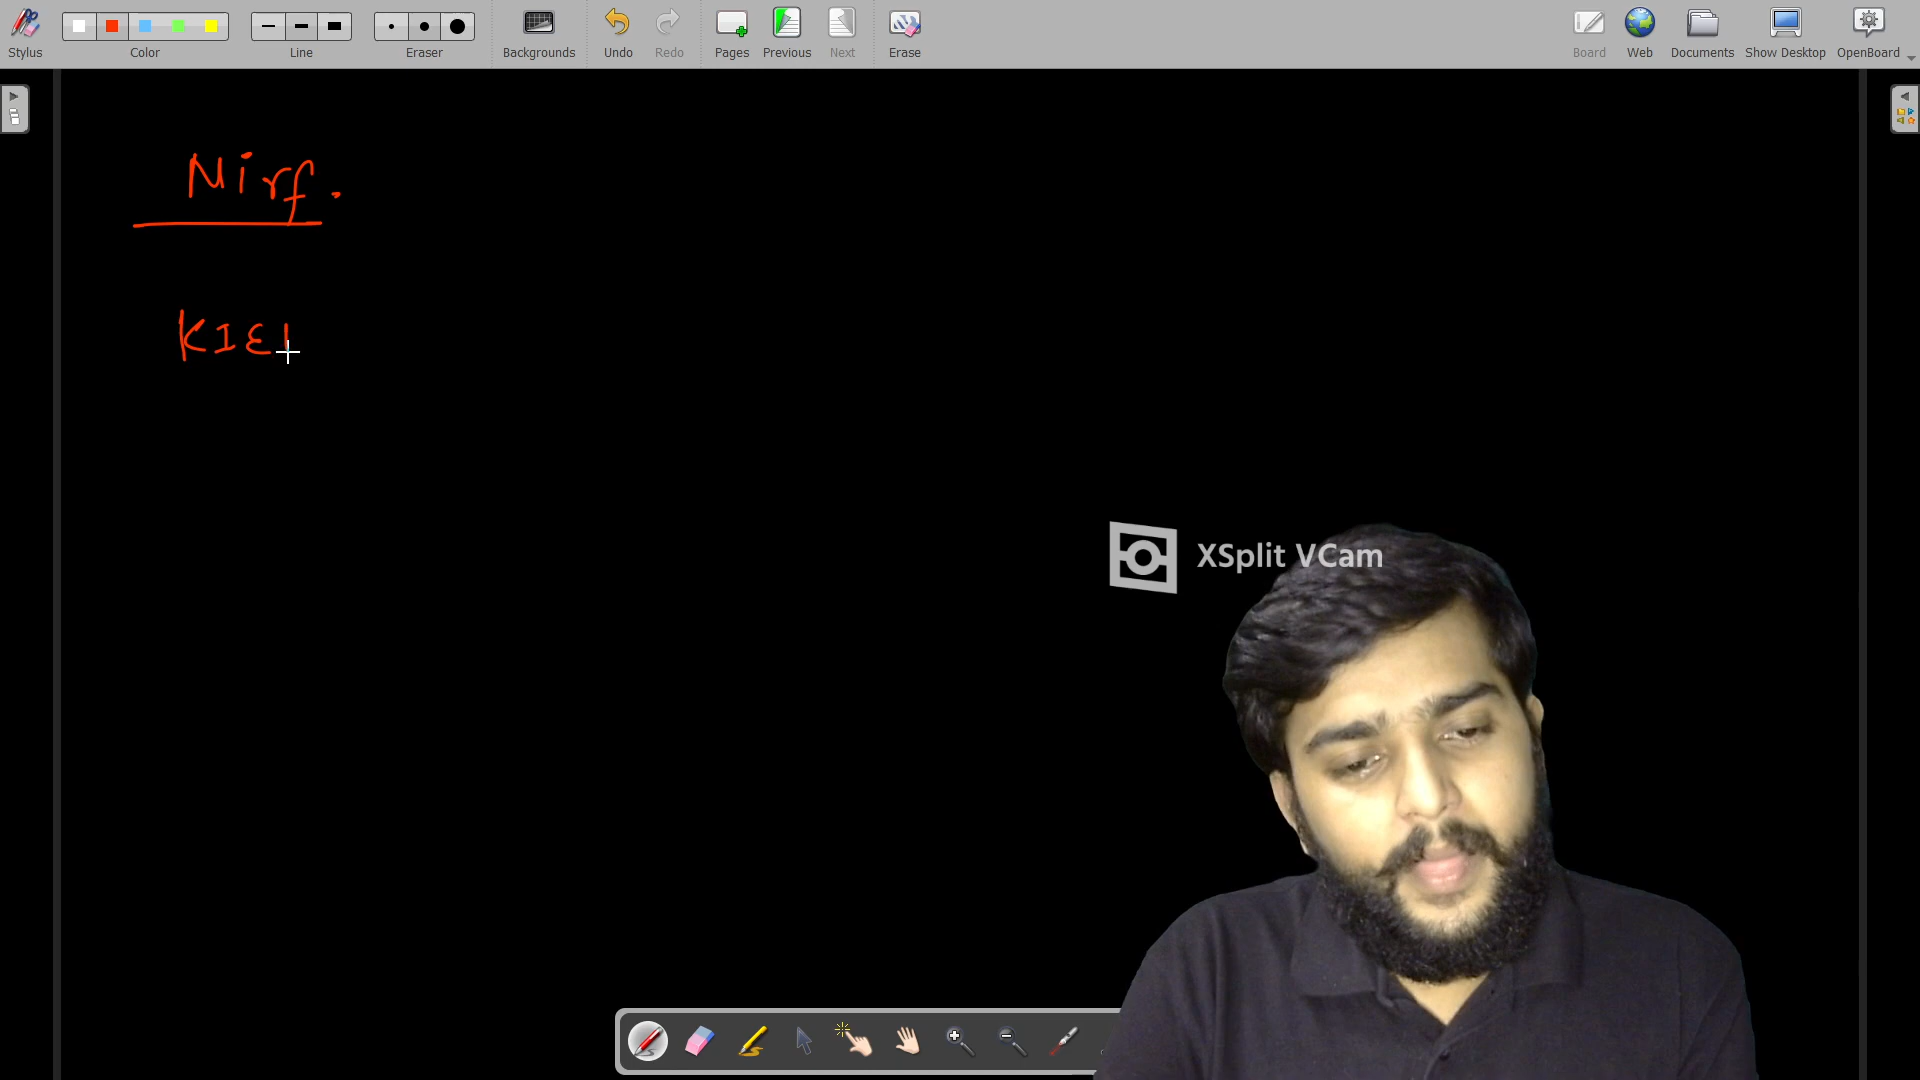 Stylus Color Line Eraser Backgrounds Undo Redo Pages Previous Next Erase Board Web Documents Show Desktop OpenBoard
Nirf.
XSplit VCam